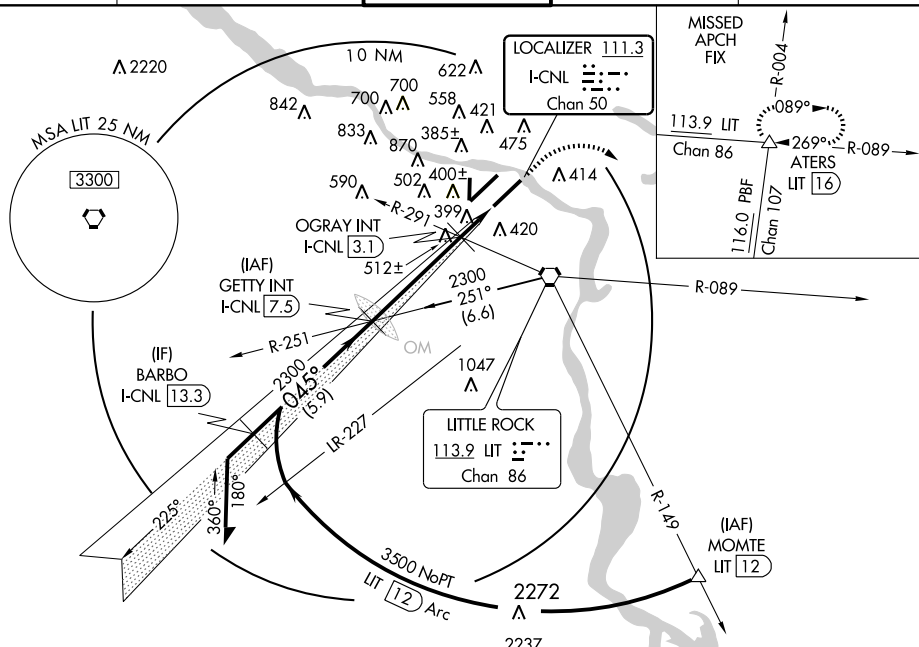 2220
10 NM
622
LOCALIZER 111.3
I-CNL
Chan 50
MISSED
APCH
FIX
R-004
089°
113.9 LIT
Chan 86
269°
R-089
ATERS
LIT 16
116.0 PBF
Chan 107
842
700
700
558
421
475
833
385±
870
MSA LIT 25 NM
3300
590
502
400±
414
R-291
399
420
OGRAY INT
I-CNL 3.1
512±
(IAF)
GETTY INT
I-CNL 7.5
2300
251°
(6.6)
R-089
R-251
OM
(IF)
BARBO
I-CNL 13.3
2300
045°
(5.9)
1047
LR-227
LITTLE ROCK
113.9 LIT
Chan 86
R-149
225°
360°
180°
(IAF)
MOMTE
LIT 12
3500 NoPT
LIT 12 Arc
2272
2237